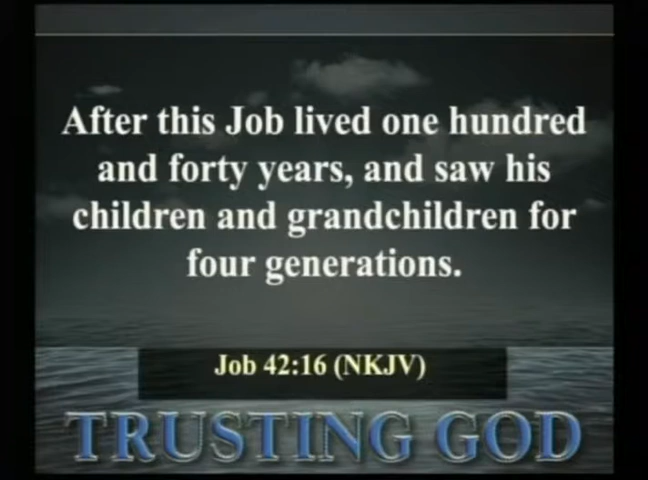 After this Job lived one hundred
and forty years, and saw his
children and grandchildren for
four generations.
Job 42:16 (NKJV)
TRUSTING GOD